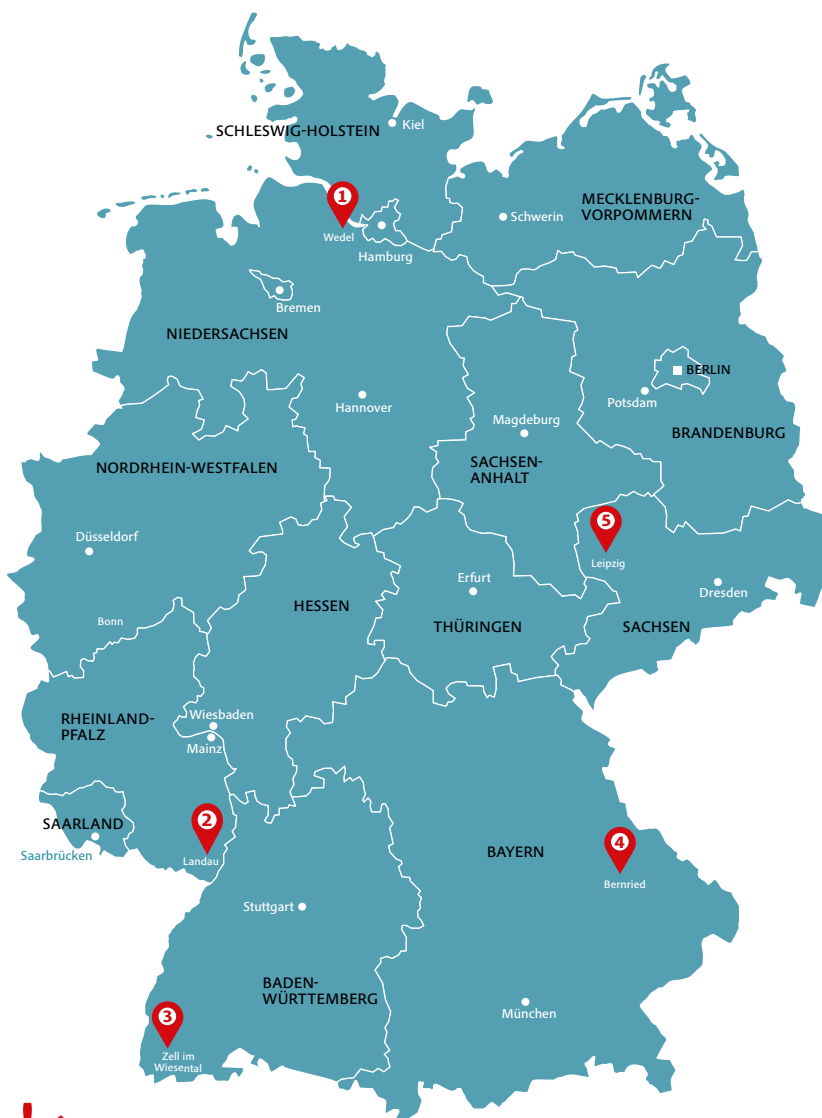 SCHLESWIG-HOLSTEIN
Kiel
MECKLENBURG-
VORPOMMERN
Schwerin
1
Wedel
Hamburg
Bremen
NIEDERSACHSEN
BERLIN
Potsdam
Hannover
Magdeburg
BRANDENBURG
NORDRHEIN-WESTFALEN
SACHSEN-
ANHALT
5
Leipzig
Düsseldorf
Erfurt
Dresden
HESSEN
Bonn
THÜRINGEN
SACHSEN
RHEINLAND-
PFALZ
Wiesbaden
Mainz
SAARLAND
Saarbrücken
2
Landau
BAYERN
4
Bernried
Stuttgart
BADEN-
WÜRTTEMBERG
München
3
Zell im
Wiesental